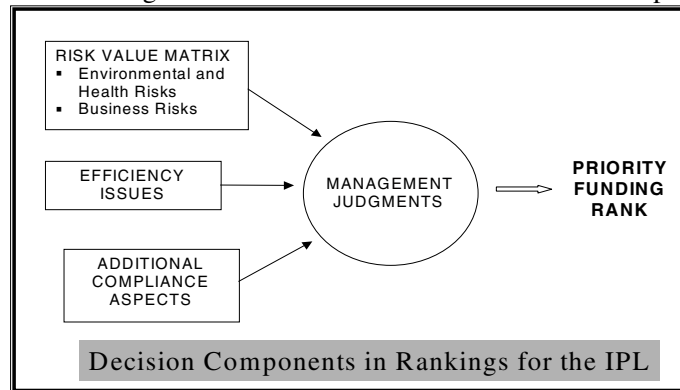 RISK VALUE MATRIX
▪ Environmental and
Health Risks
▪ Business Risks
EFFICIENCY
ISSUES
ADDITIONAL
COMPLIANCE
ASPECTS
MANAGEMENT
JUDGMENTS
PRIORITY
FUNDING
RANK
Decision Components in Rankings for the IPL